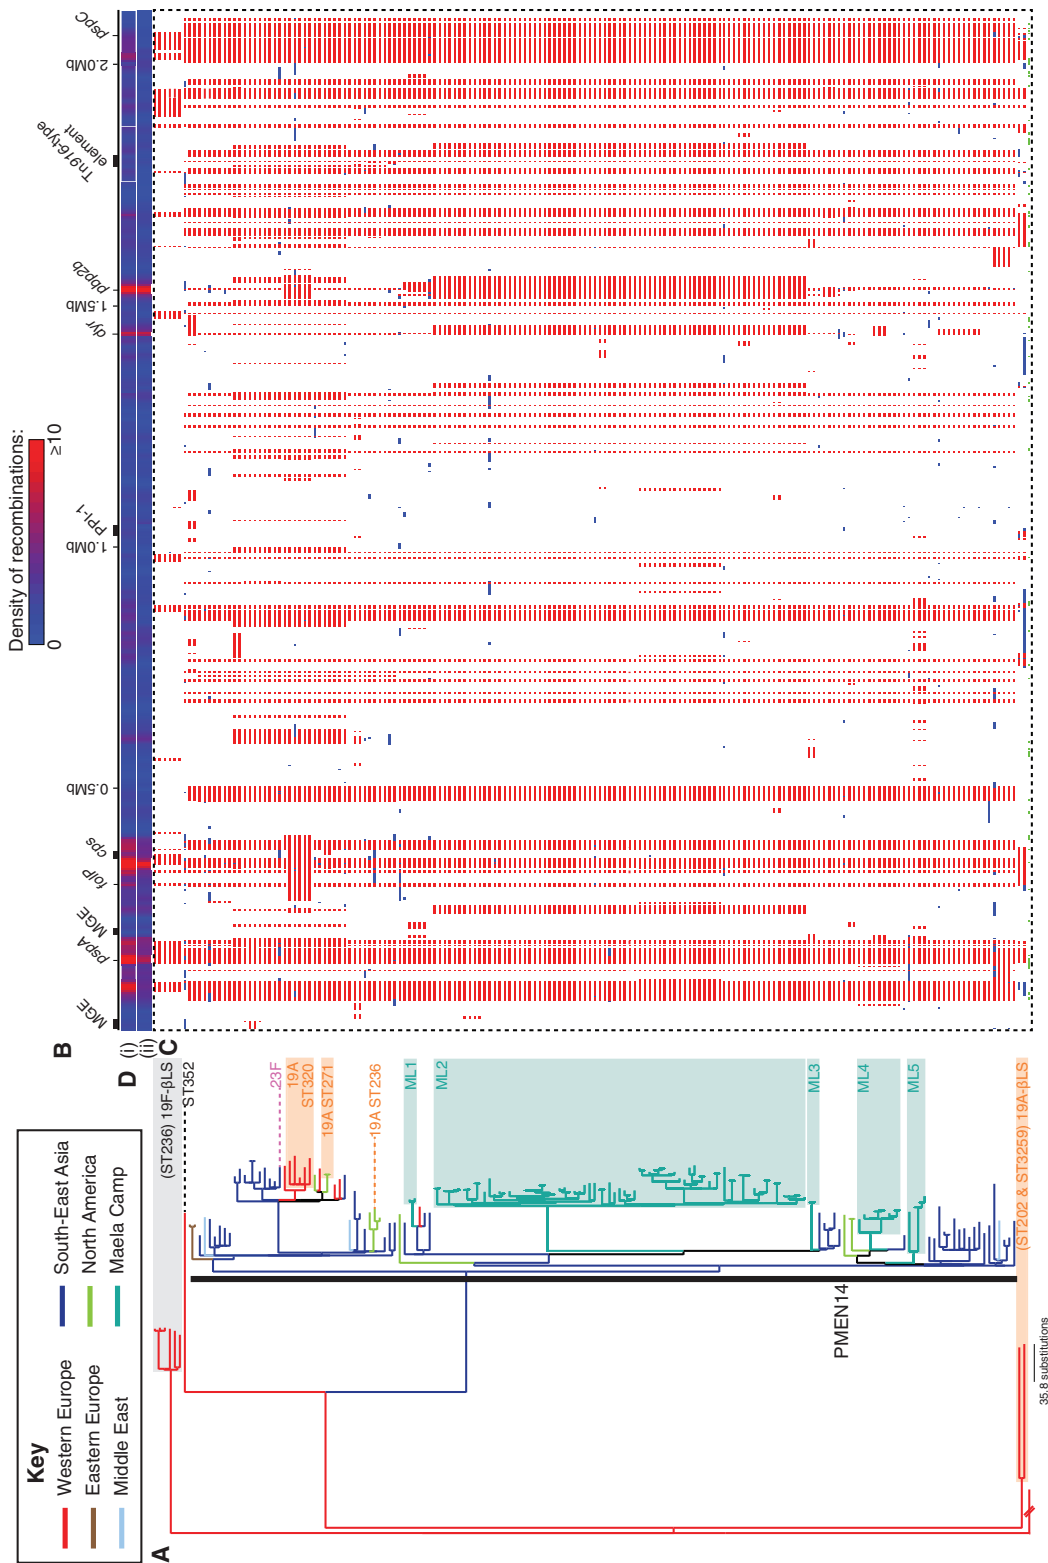 Key
Western Europe
Eastern Europe
Middle East
South-East Asia
North America
Maela Camp
Density of recombinations:
0
≥10
A
B
D
(i)
(ii)
C
MGE
pspA
MGE
folP
cps
0.5Mb
1.0Mb
PPI-1
gyr
1.5Mb
pbp2b
Tn916-type
element
2.0Mb
pspC
(ST236) 19F-βLS
ST352
23F
19A
ST320
19A ST271
19A ST236
ML1
ML2
ML3
ML4
ML5
(ST202 & ST3259) 19A-βLS
PMEN14
35.8 substitutions